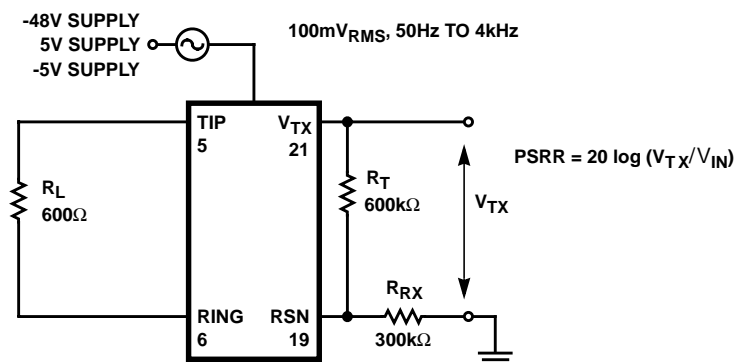 -48V SUPPLY
5V SUPPLY
-5V SUPPLY
100mVRMS, 50Hz TO 4kHz
TIP
5
VTX
21
PSRR = 20 log (VTX/VIN)
RL
600Ω
RT
600kΩ
VTX
RING
6
RSN
19
RRX
300kΩ